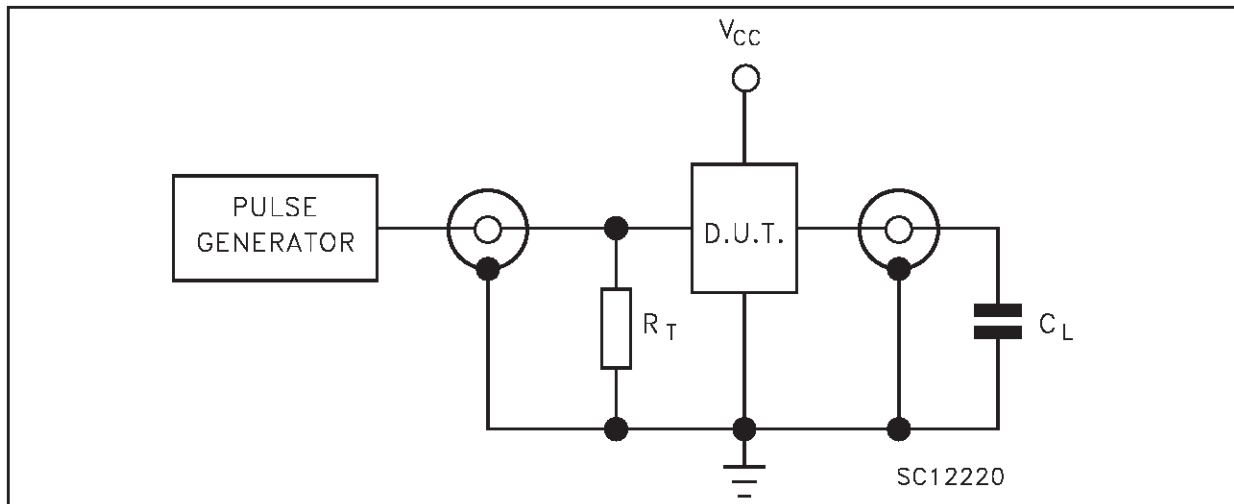 VCC
PULSE
GENERATOR
D.U.T.
RT
CL
SC12220